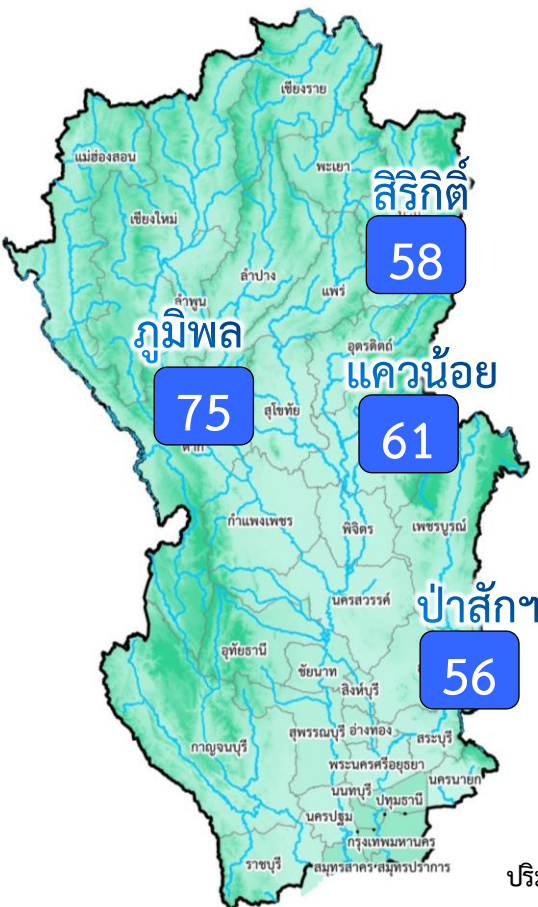 เชียงราย
แม่ฮ่องสอน
พะเยา
สิริกิติ์
เชียงใหม่
58
ลำปาง
แพร่
ลำพูน
ภูมิพล
อุตรดิตถ์
แควน้อย
75
สุโขทัย
61
ตาก
กำแพงเพชร
พิจิตร
เพชรบูรณ์
นครสวรรค์
ป่าสักฯ
อุทัยธานี
ชัยนาท
56
สิงห์บุรี
สุพรรณบุรี อ่างทอง
สระบุรี
กาญจนบุรี
พระนครศรีอยุธยา
นครนายก
นนทบุรี
ปทุมธานี
นครปฐม
กรุงเทพมหานคร
ราชบุรี
สมุทรสาคร สมุทรปราการ